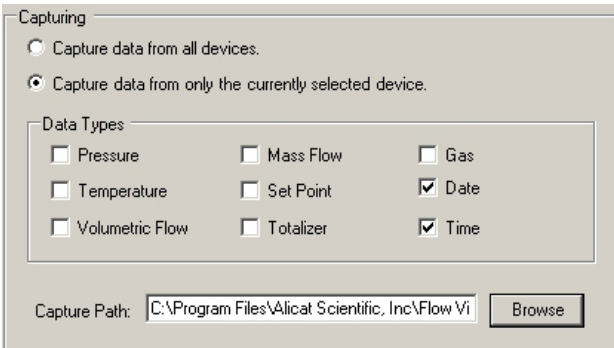 Capturing
Capture data from all devices.
Capture data from only the currently selected device.
Data Types
Pressure Mass Flow Gas
Temperature Set Point Date
Volumetric Flow Totalizer Time
Capture Path: C:\Program Files\Alicat Scientific, Inc\Flow Vi Browse